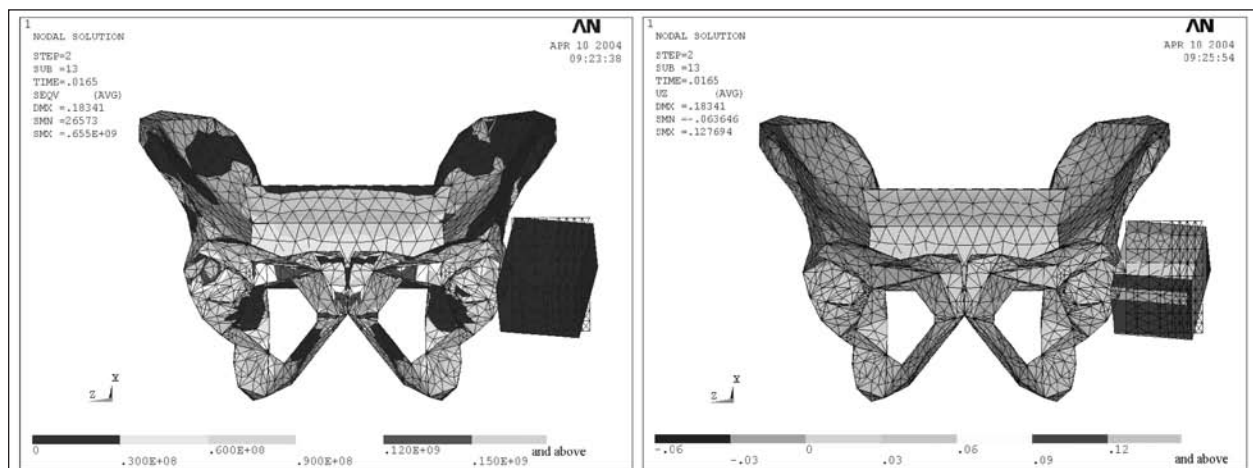 1
AN
NODAL SOLUTION
APR 10 2004
09:23:38
STEP=2
SUB =13
TIME=.0165
SEQV (AVG)
DMX =.18341
SMN =26573
SMX =.655E+09
Z
0 .600E+08 .120E+09 and above
.300E+08 .900E+08 .150E+09
1
AN
NODAL SOLUTION
APR 10 2004
09:25:54
STEP=2
SUB =13
TIME=.0165
UZ (AVG)
DMX =.18341
SMN =-.063646
SMX =.127694
Z
-.06 0 .06 0.12 and above
-.03 .03 .09